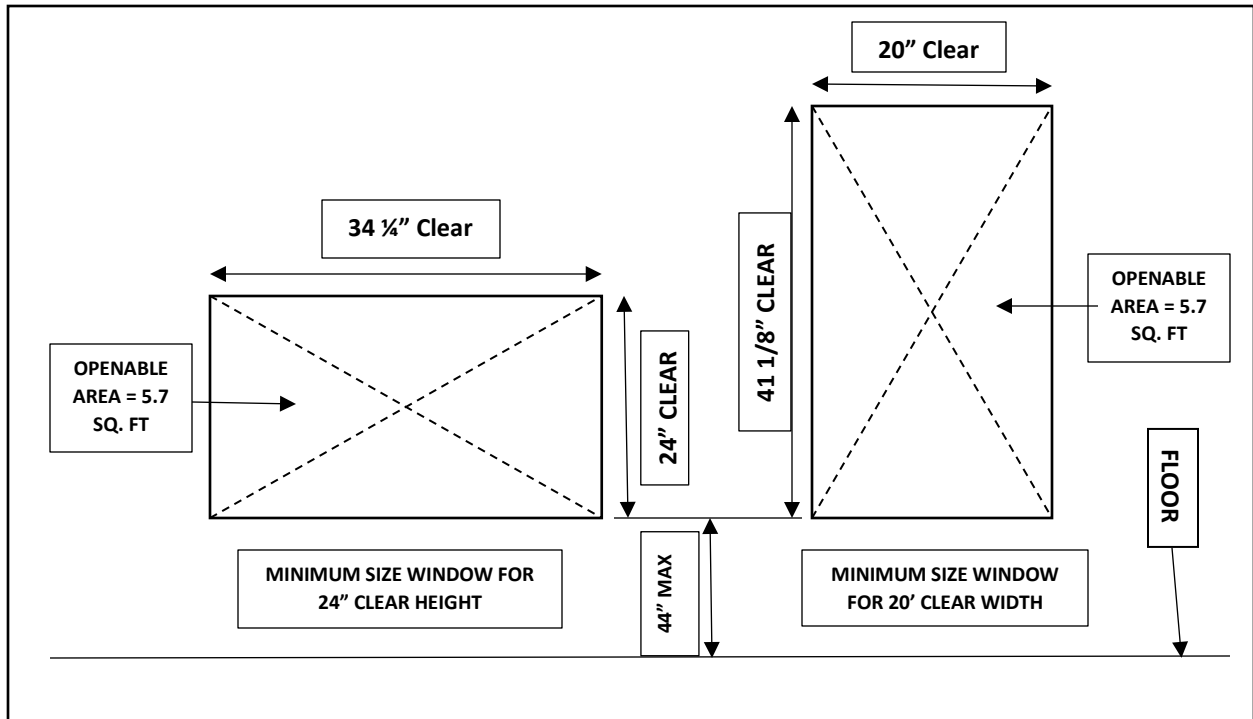 20” Clear
34 ¼” Clear
41 1/8” CLEAR
OPENABLE
AREA = 5.7
SQ. FT
OPENABLE
AREA = 5.7
SQ. FT
24” CLEAR
FLOOR
MINIMUM SIZE WINDOW FOR
24” CLEAR HEIGHT
44” MAX
MINIMUM SIZE WINDOW
FOR 20’ CLEAR WIDTH